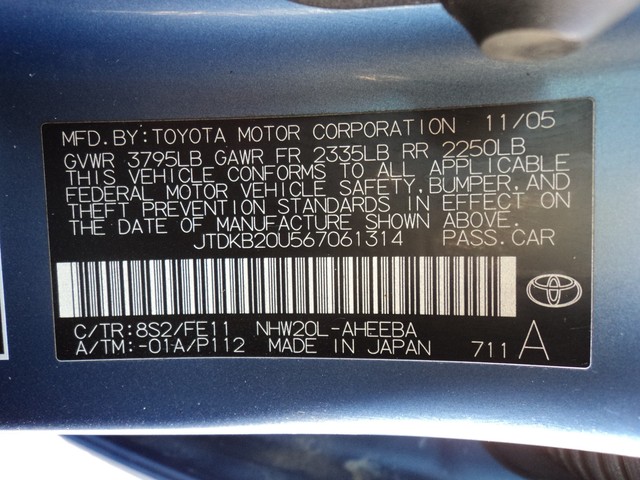 MFD. BY: TOYOTA MOTOR CORPORATION 11/05
GVWR 3795LB GAWR FR 2335LB RR 2250LB
THIS VEHICLE CONFORMS TO ALL APPLICABLE
FEDERAL MOTOR VEHICLE SAFETY, BUMPER, AND
THEFT PREVENTION STANDARDS IN EFFECT ON
THE DATE OF MANUFACTURE SHOWN ABOVE.
JTDKB20U567061314 PASS. CAR
C/TR: 8S2/FE11 NHW20L-AHEEBA
A/TM: -01A/P112 MADE IN JAPAN 711 A